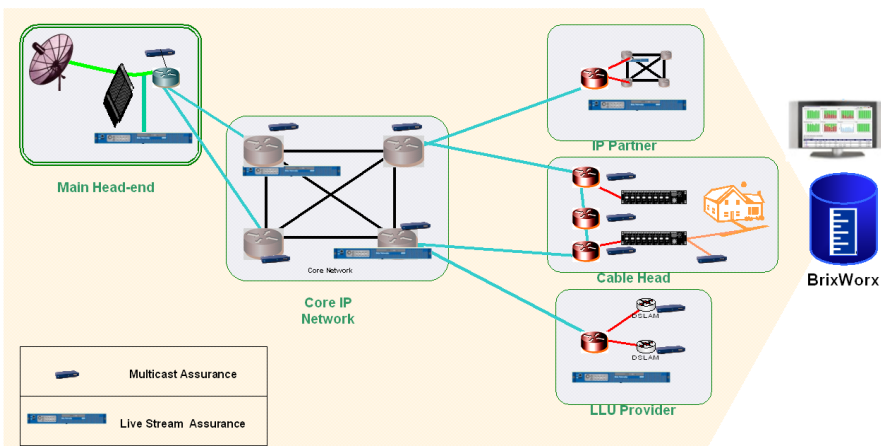 Main Head-end
Core Network
Core IP
Network
IP Partner
Cable Head
DSLAM
DSLAM
LLU Provider
BrixWorx
Multicast Assurance
Live Stream Assurance